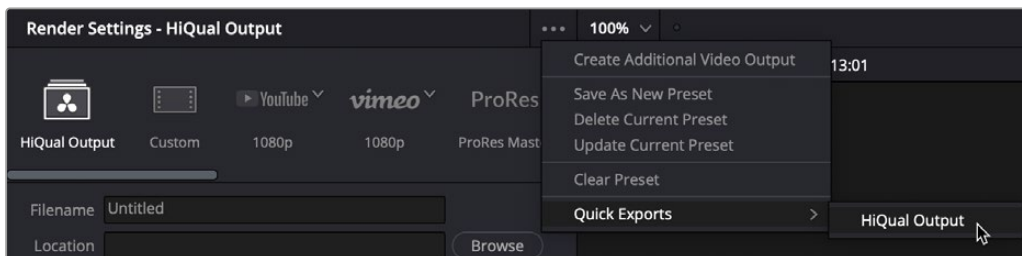 Render Settings - HiQual Output
••• 100%
Create Additional Video Output
13:01
Save As New Preset
YouTube vimeo ProRes
Delete Current Preset
HiQual Output Custom 1080p 1080p ProRes Mast
Update Current Preset
Clear Preset
Filename Untitled
Quick Exports > HiQual Output
Location Browse